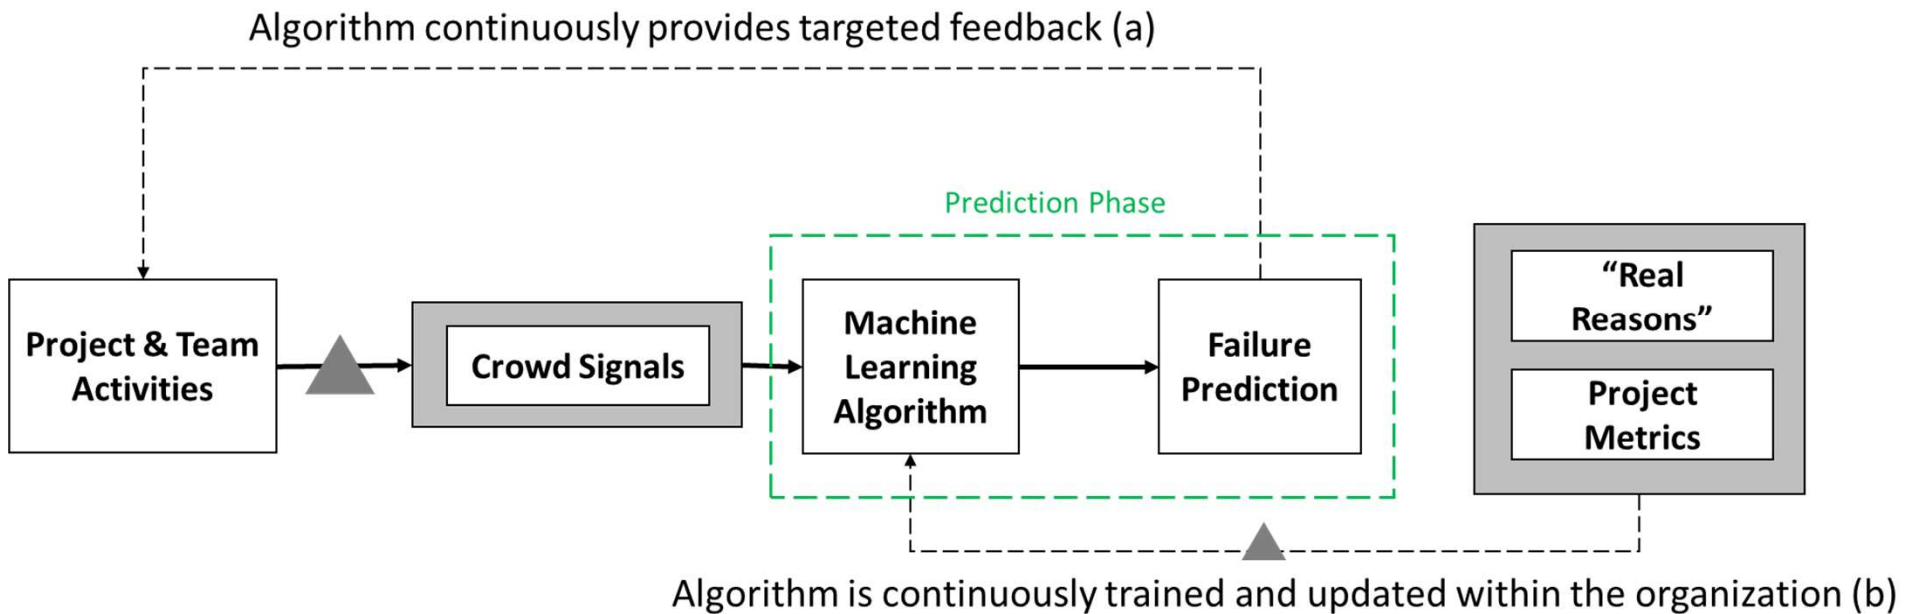 Algorithm continuously provides targeted feedback (a)
Prediction Phase
Project & Team
Activities
Crowd Signals
Machine
Learning
Algorithm
Failure
Prediction
“Real
Reasons”
Project
Metrics
Algorithm is continuously trained and updated within the organization (b)